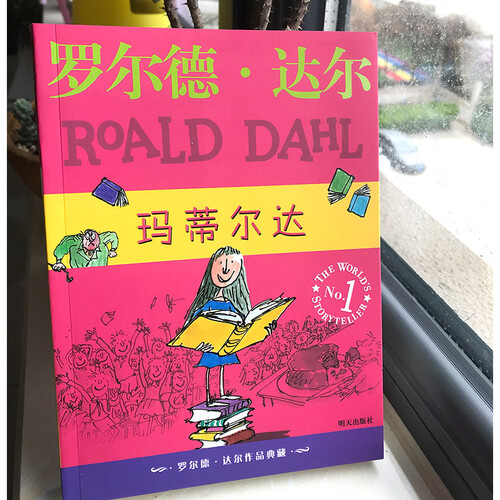 罗尔德·达尔
ROALD DAHL
玛蒂尔达
THE WORLD'S
No.1
STORYTELLER
明天出版社
·罗尔德·达尔作品典藏·